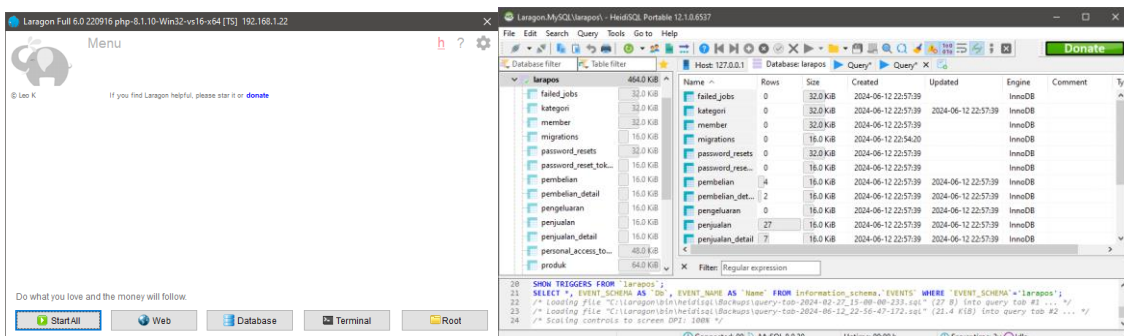 Laragon Full 6.0 220916 php-8.1.10-Win32-vs16-x64 [TS] 192.168.1.22
Menu
h ?
© Leo K
If you find Laragon helpful, please star it or donate
Do what you love and the money will follow.
Start All Web Database Terminal Root
Laragon.MySQL\larapos\ - HeidiSQL Portable 12.1.0.6537
File Edit Search Query Tools Go to Help
Donate
Database filter Table filter
Host: 127.0.0.1 Database: larapos Query* Query*
larapos 464.0 KiB
failed_jobs 32.0 KiB
kategori 32.0 KiB
member 32.0 KiB
migrations 16.0 KiB
password_resets 32.0 KiB
password_reset_tok... 16.0 KiB
pembelian 16.0 KiB
pembelian_detail 16.0 KiB
pengeluaran 16.0 KiB
penjualan 16.0 KiB
penjualan_detail 16.0 KiB
personal_access_to... 48.0 KiB
produk 64.0 KiB
Name Rows Size Created Updated Engine Comment Ty
failed_jobs 0 32.0 KiB 2024-06-12 22:57:39 InnoDB
kategori 0 32.0 KiB 2024-06-12 22:57:39 2024-06-12 22:57:39 InnoDB
member 0 32.0 KiB 2024-06-12 22:57:39 InnoDB
migrations 0 16.0 KiB 2024-06-12 22:54:20 InnoDB
password_resets 0 32.0 KiB 2024-06-12 22:57:39 InnoDB
password_rese... 0 16.0 KiB 2024-06-12 22:57:39 InnoDB
pembelian 4 16.0 KiB 2024-06-12 22:57:39 2024-06-12 22:57:39 InnoDB
pembelian_det... 2 16.0 KiB 2024-06-12 22:57:39 2024-06-12 22:57:39 InnoDB
pengeluaran 0 16.0 KiB 2024-06-12 22:57:39 InnoDB
penjualan 27 16.0 KiB 2024-06-12 22:57:39 2024-06-12 22:57:39 InnoDB
penjualan_detail 7 16.0 KiB 2024-06-12 22:57:39 2024-06-12 22:57:39 InnoDB
Filter: Regular expression
20 SHOW TRIGGERS FROM `larapos`;
21 SELECT *, EVENT_SCHEMA AS `Db`, EVENT_NAME AS `Name` FROM information_schema.`EVENTS` WHERE `EVENT_SCHEMA`='larapos';
22 /* Loading file "C:\laragon\bin\heidisql\Backups\query-tab-2024-02-27_15-00-00-233.sql" (27 B) into query tab #1 ... */
23 /* Loading file "C:\laragon\bin\heidisql\Backups\query-tab-2024-06-12_22-56-47-172.sql" (21.4 KiB) into query tab #2 ... */
24 /* Scaling controls to screen DPI: 100% */